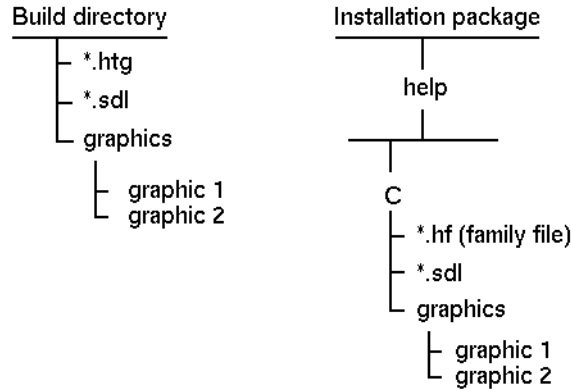 Build directory
*.htg
*.sdl
graphics
graphic 1
graphic 2
Installation package
help
C
*.hf (family file)
*.sdl
graphics
graphic 1
graphic 2